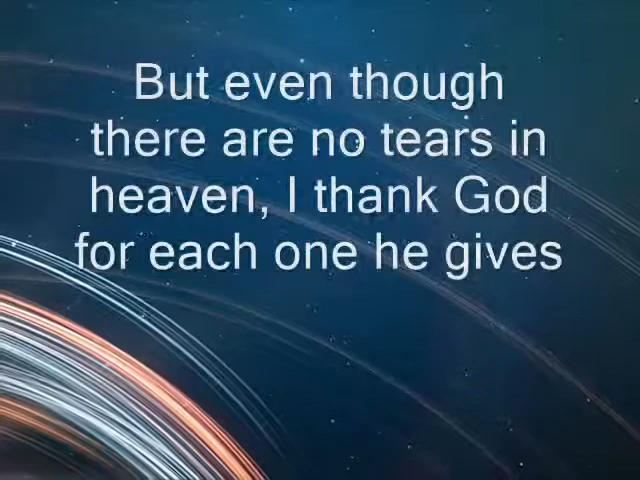 But even though
there are no tears in
heaven, I thank God
for each one he gives